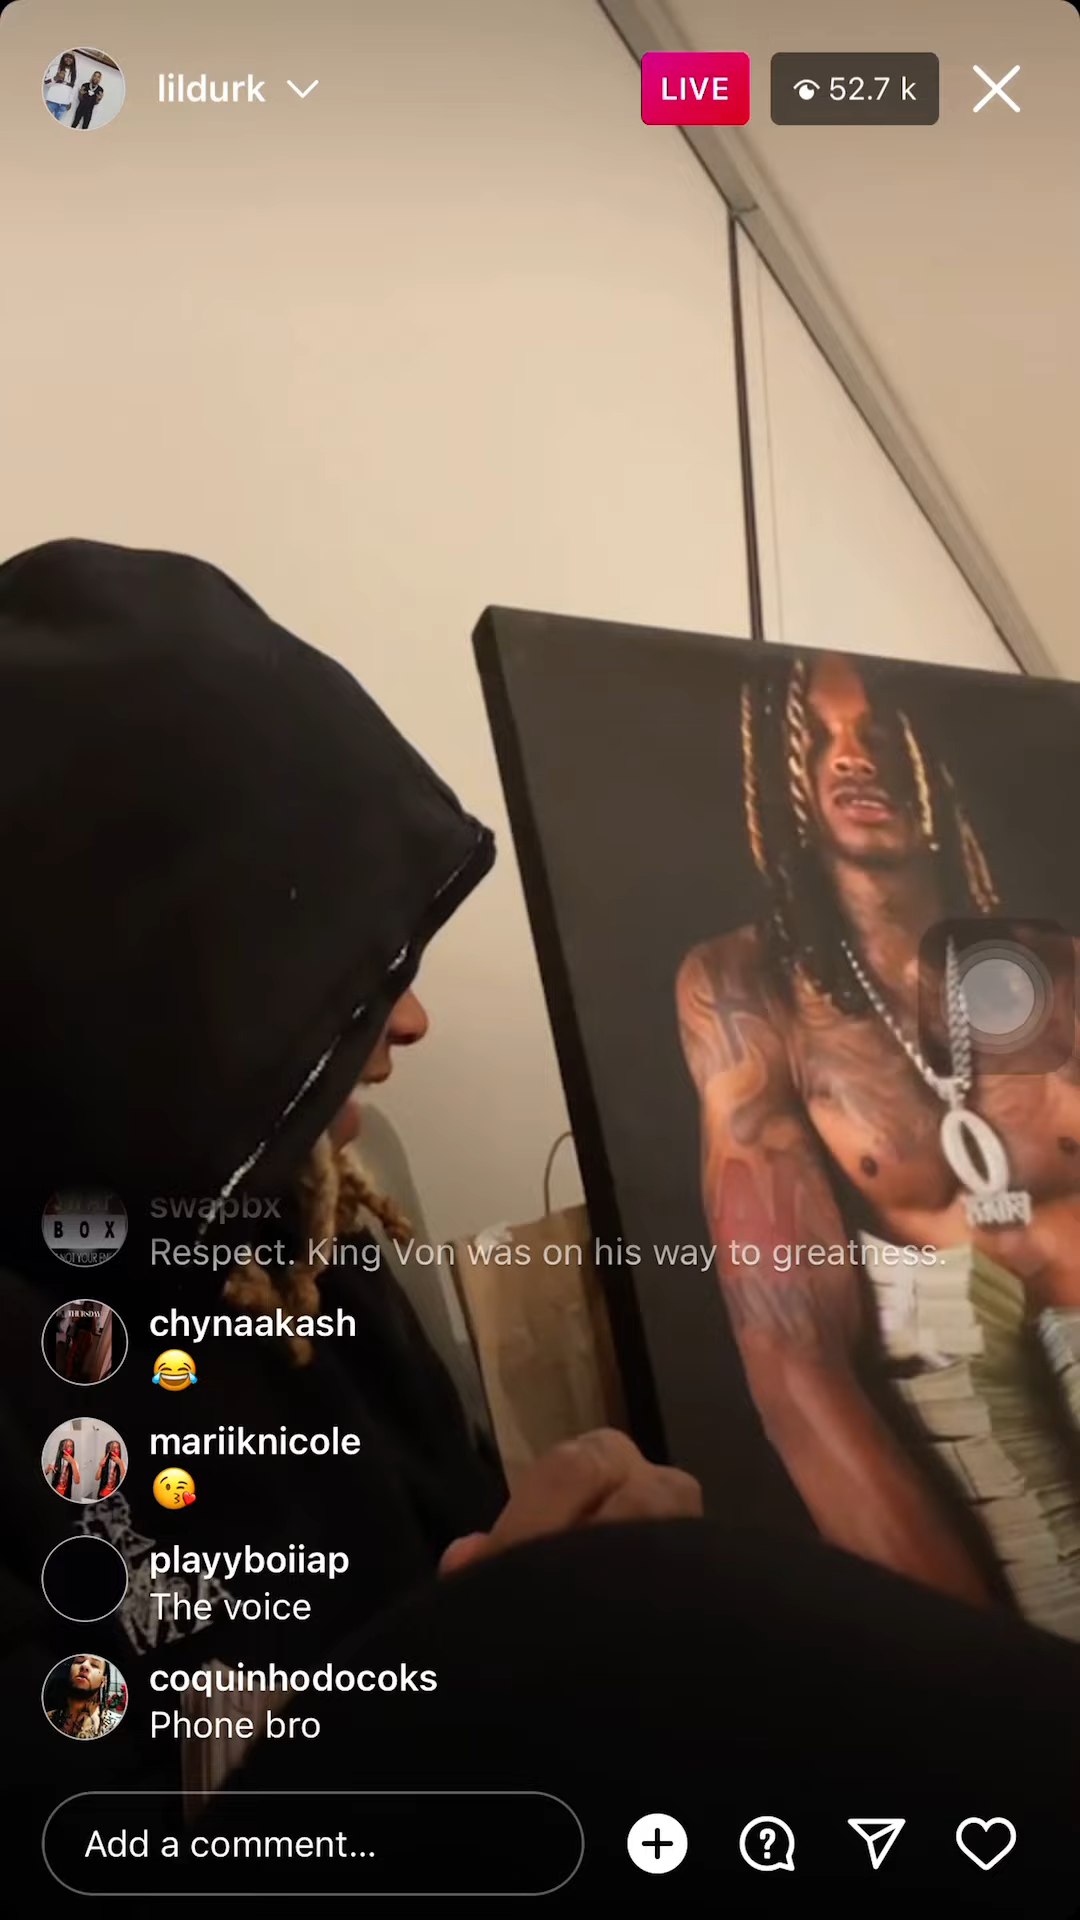 lildurk
LIVE
52.7 k
swapbx
BOX
Respect. King Von was on his way to greatness.
chynaakash
😂
mariiknicole
😘
playyboiiap
The voice
coquinhodocoks
Phone bro
Add a comment...